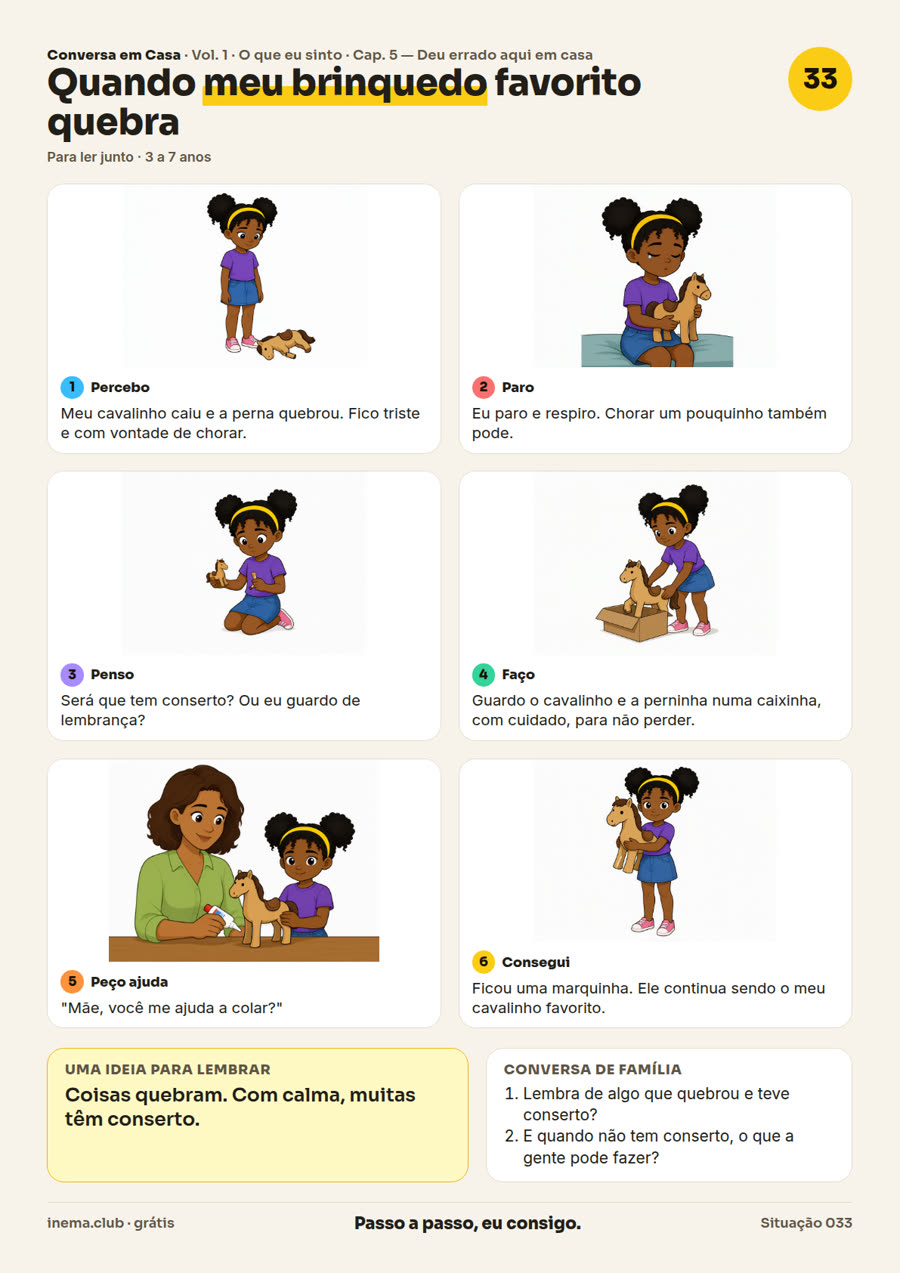 Conversa em Casa · Vol. 1 · O que eu sinto · Cap. 5 — Deu errado aqui em casa
Quando meu brinquedo favorito
quebra
33
Para ler junto · 3 a 7 anos
1 Percebo
Meu cavalinho caiu e a perna quebrou. Fico triste
e com vontade de chorar.
2 Paro
Eu paro e respiro. Chorar um pouquinho também
pode.
3 Penso
Será que tem conserto? Ou eu guardo de
lembrança?
4 Faço
Guardo o cavalinho e a perninha numa caixinha,
com cuidado, para não perder.
5 Peço ajuda
"Mãe, você me ajuda a colar?"
6 Consegui
Ficou uma marquinha. Ele continua sendo o meu
cavalinho favorito.
UMA IDEIA PARA LEMBRAR
Coisas quebram. Com calma, muitas
têm conserto.
CONVERSA DE FAMÍLIA
1. Lembra de algo que quebrou e teve
conserto?
2. E quando não tem conserto, o que a
gente pode fazer?
inema.club · grátis
Passo a passo, eu consigo.
Situação 033